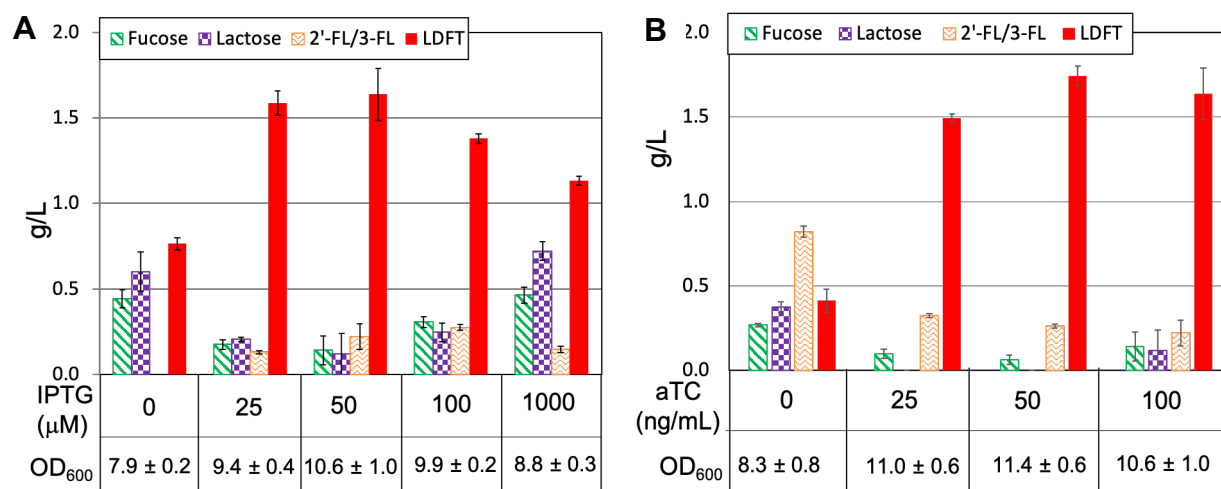 A
2.0
Fucose Lactose 2'-FL/3-FL LDFT
1.5
1.0
0.5
0.0
g/L
IPTG (μM) 0 25 50 100 1000
OD600 7.9 ± 0.2 9.4 ± 0.4 10.6 ± 1.0 9.9 ± 0.2 8.8 ± 0.3
B
2.0
Fucose Lactose 2'-FL/3-FL LDFT
1.5
1.0
0.5
0.0
g/L
aTC (ng/mL) 0 25 50 100
OD600 8.3 ± 0.8 11.0 ± 0.6 11.4 ± 0.6 10.6 ± 1.0